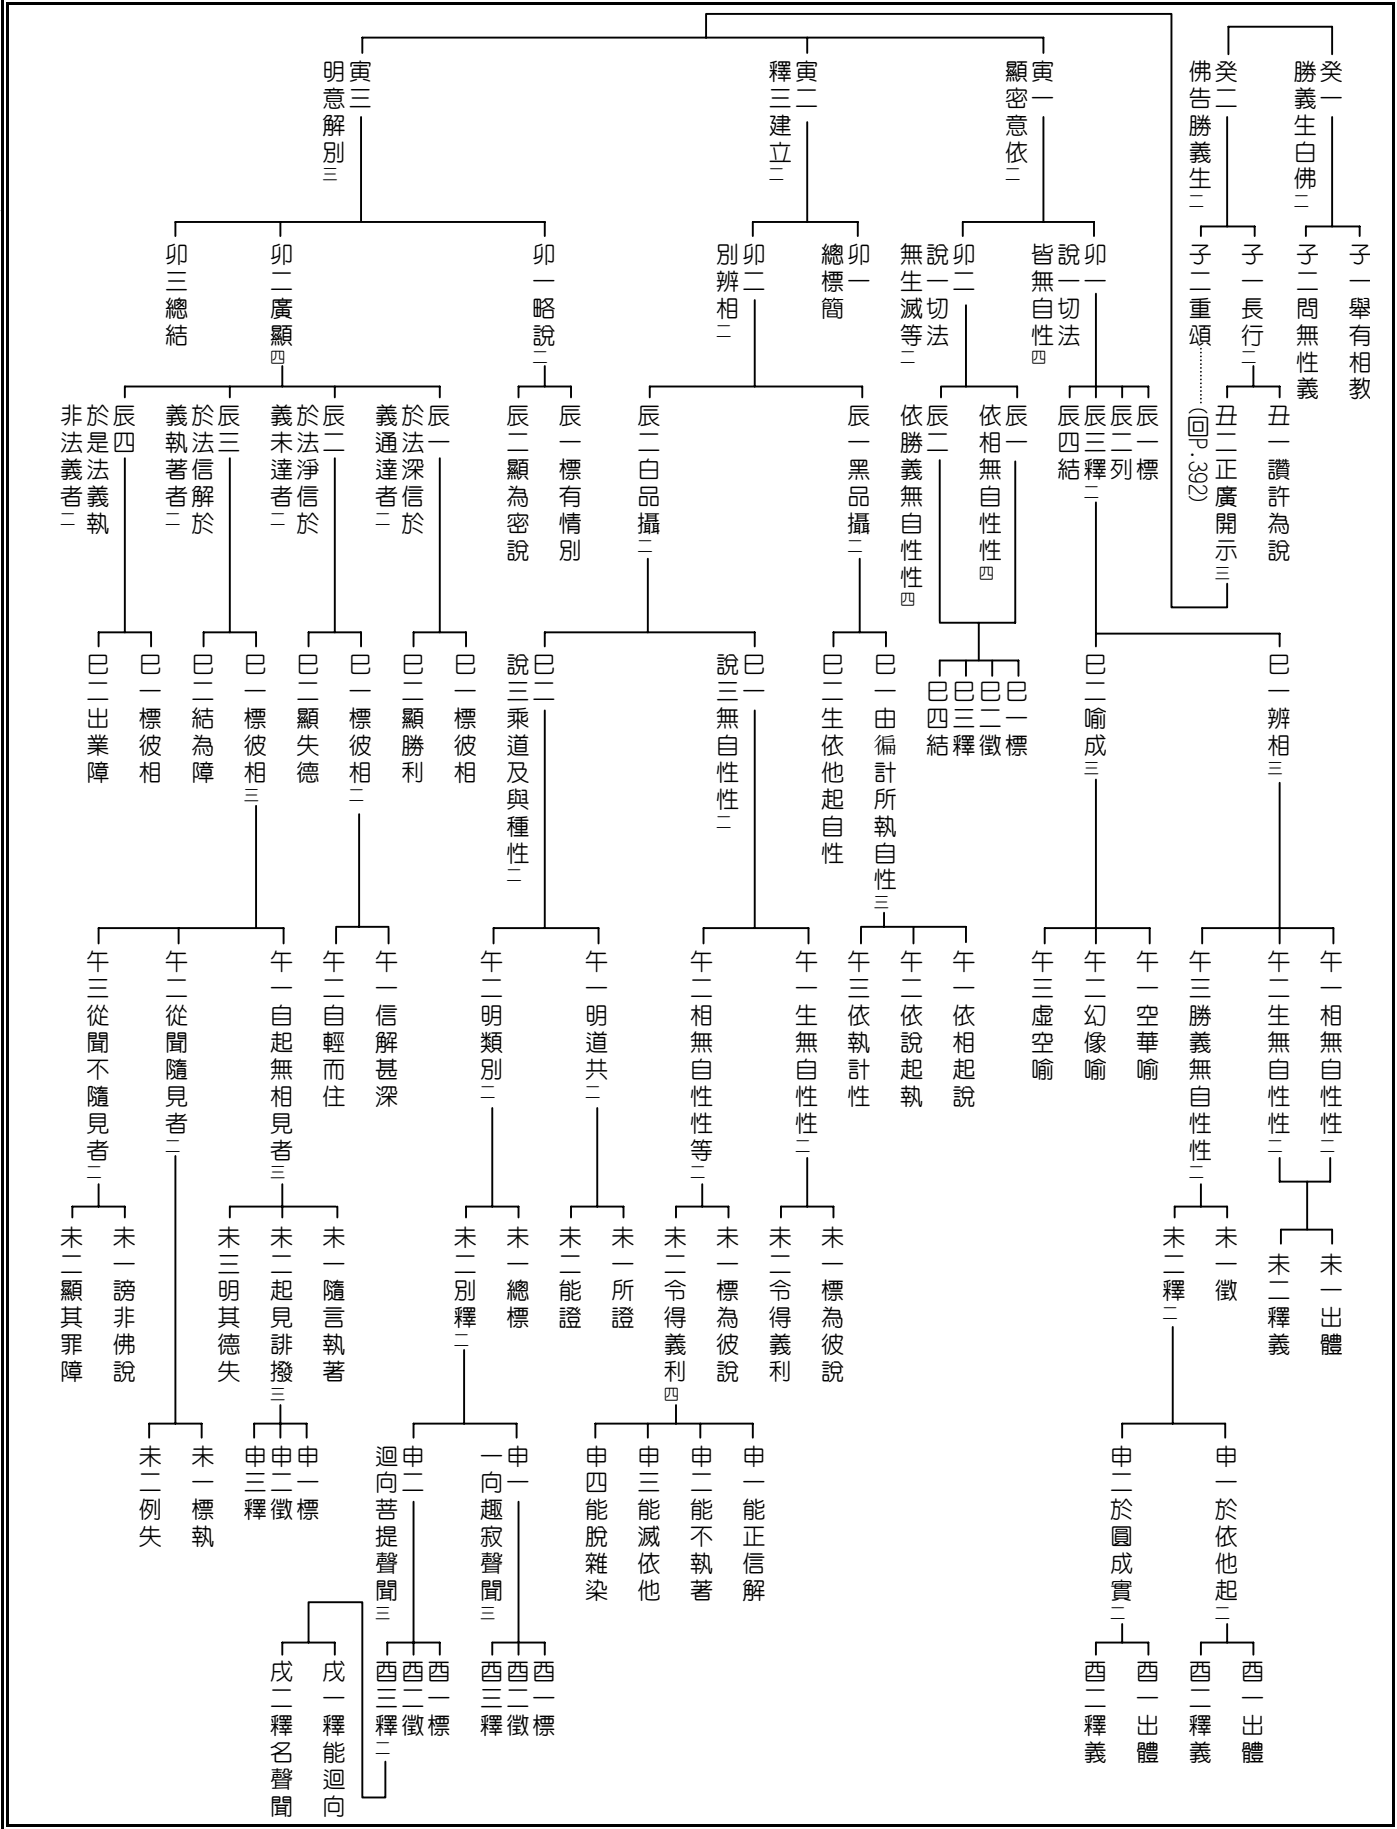 癸一
勝義生白佛二
子一舉有相教
子二問無性義
癸二
佛告勝義生二
子一長行二
丑一讚許為說
丑二正廣開示三
子二重頌………(回P.392)
寅一
顯密意依二
卯一
說一切法
皆無自性四
辰一標
辰二列
辰三釋二
巳一辨相三
午一相無自性性二
午二生無自性性二
未一出體
未二釋義
午三勝義無自性性二
未一徵
未二釋二
申一於依他起二
酉一出體
酉二釋義
申二於圓成實二
酉一出體
酉二釋義
巳二喻成三
午一空華喻
午二幻像喻
午三虛空喻
辰四結
卯二
說一切法
無生滅等二
辰一
依相無自性性四
辰二
依勝義無自性性四
巳一標
巳二徵
巳三釋
巳四結
寅二
釋三建立二
卯一
總標簡
卯二
別辨相二
辰一黑品攝二
巳一由徧計所執自性三
午一依相起說
午二依說起執
午三依執計性
巳二生依他起自性
辰二白品攝二
巳一
說三無自性性二
午一生無自性性二
未一標為彼說
未二令得義利
午二相無自性性等二
未一標為彼說
未二令得義利四
申一能正信解
申二能不執著
申三能滅依他
申四能脫雜染
巳二
說三乘道及與種性二
午一明道共二
未一所證
未二能證
午二明類別二
未一總標
未二別釋二
申一
一向趣寂聲聞三
酉一標
酉二徵
酉三釋
申二
迴向菩提聲聞三
酉一標
酉二徵
酉三釋二
戌一釋能迴向
戌二釋名聲聞
寅三
明意解別三
卯一略說二
辰一標有情別
辰二顯為密說
卯二廣顯四
辰一
於法深信於
義通達者二
巳一標彼相
巳二顯勝利
辰二
於法淨信於
義未達者二
巳一標彼相二
午一信解甚深
午二自輕而住
巳二顯失德
辰三
於法信解於
義執著者二
巳一標彼相三
午一自起無相見者三
未一隨言執著
未二起見誹撥三
申一標
申二徵
申三釋
未三明其德失
午二從聞隨見者二
未一標執
未二例失
午三從聞不隨見者二
未一謗非佛說
未二顯其罪障
巳二結為障
辰四
於是法義執
非法義者二
巳一標彼相
巳二出業障
卯三總結